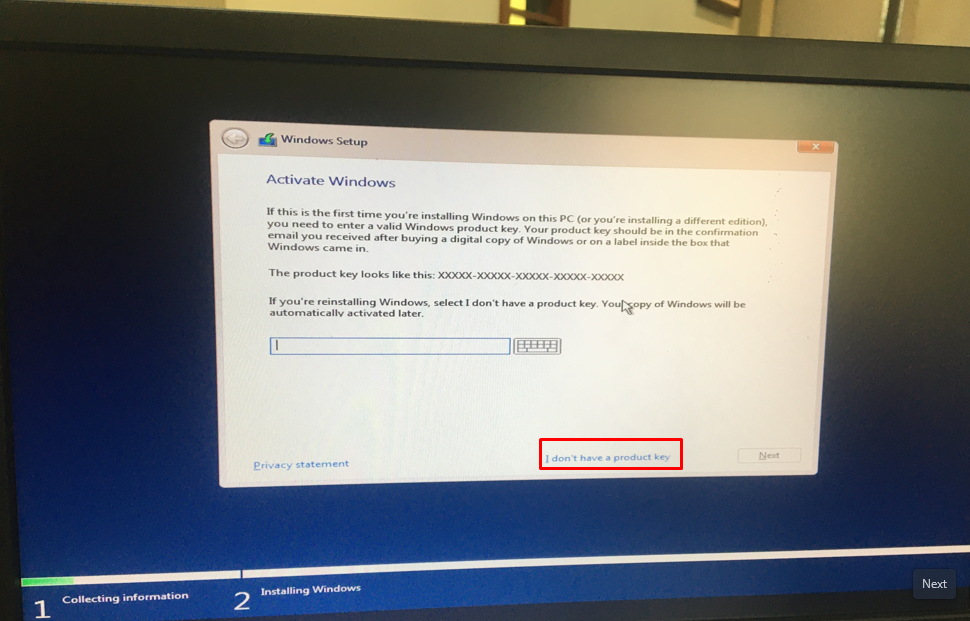 Windows Setup
Activate Windows
If this is the first time you're installing Windows on this PC (or you're installing a different edition),
you need to enter a valid Windows product key. Your product key should be in the confirmation
email you received after buying a digital copy of Windows or on a label inside the box that
Windows came in.
The product key looks like this: XXXXX-XXXXX-XXXXX-XXXXX-XXXXX
If you're reinstalling Windows, select I don't have a product key. Your copy of Windows will be
automatically activated later.
Privacy statement
I don't have a product key
Next
1 Collecting information
2 Installing Windows
Next